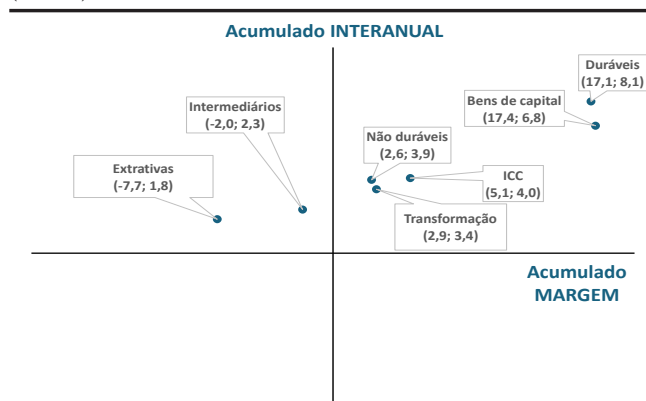 Acumulado INTERANUAL
Duráveis
(17,1; 8,1)
Intermediários
(-2,0; 2,3)
Bens de capital
(17,4; 6,8)
Não duráveis
(2,6; 3,9)
Extrativas
(-7,7; 1,8)
ICC
(5,1; 4,0)
Transformação
(2,9; 3,4)
Acumulado
MARGEM